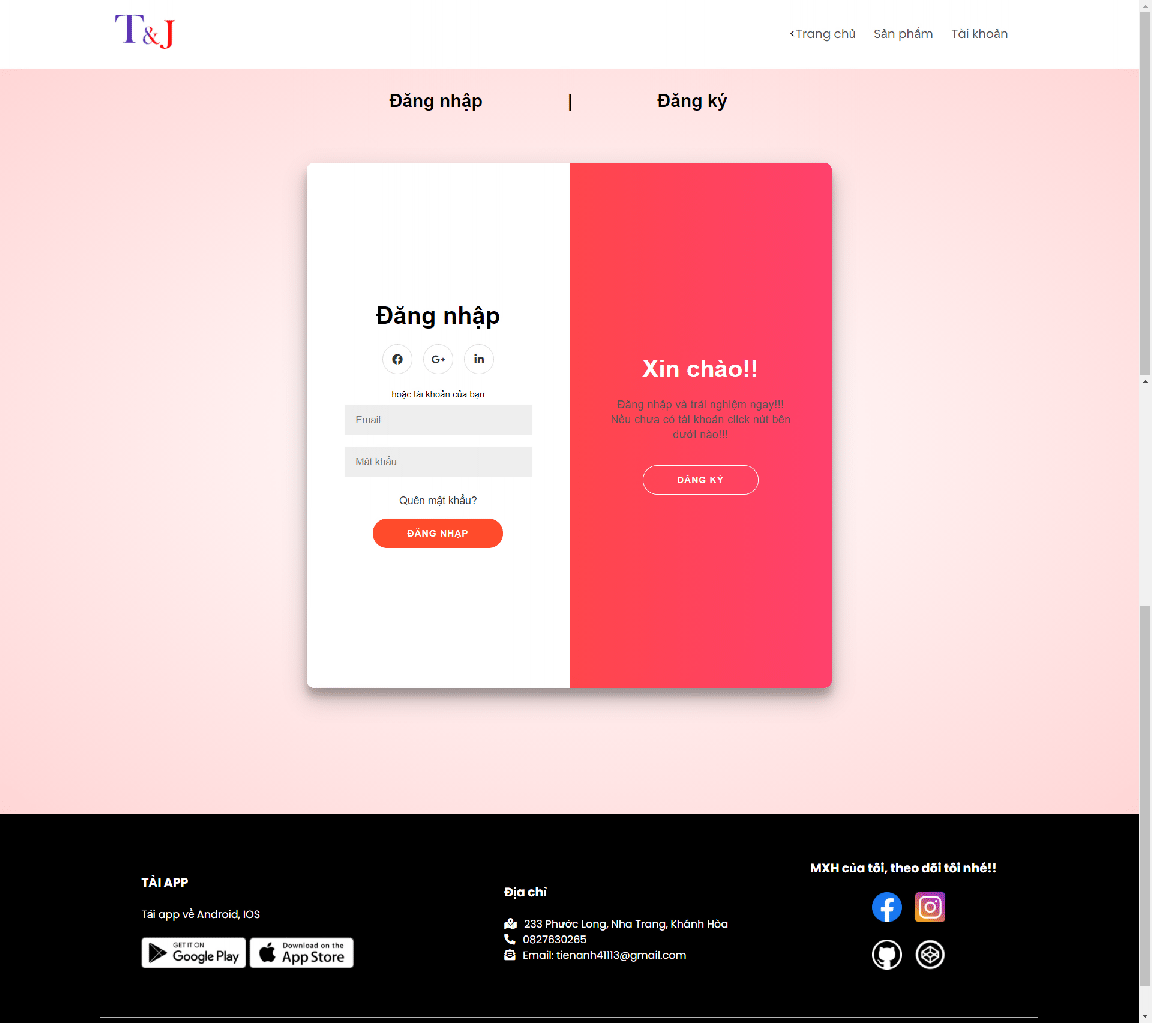 T&J
<Trang chủ Sản phẩm Tài khoản
Đăng nhập | Đăng ký
Đăng nhập
G+ in
hoặc tài khoản của bạn
Email
Mật khẩu
Quên mật khẩu?
ĐĂNG NHẬP
Xin chào!!
Đăng nhập và trải nghiệm ngay!!!
Nếu chưa có tài khoản click nút bên
dưới nào!!!
ĐĂNG KÝ
TẢI APP
Tải app về Android, IOS
GET IT ON
Google Play
Download on the
App Store
Địa chỉ
233 Phước Long, Nha Trang, Khánh Hòa
0827630265
Email: tienanh41113@gmail.com
MXH của tôi, theo dõi tôi nhé!!